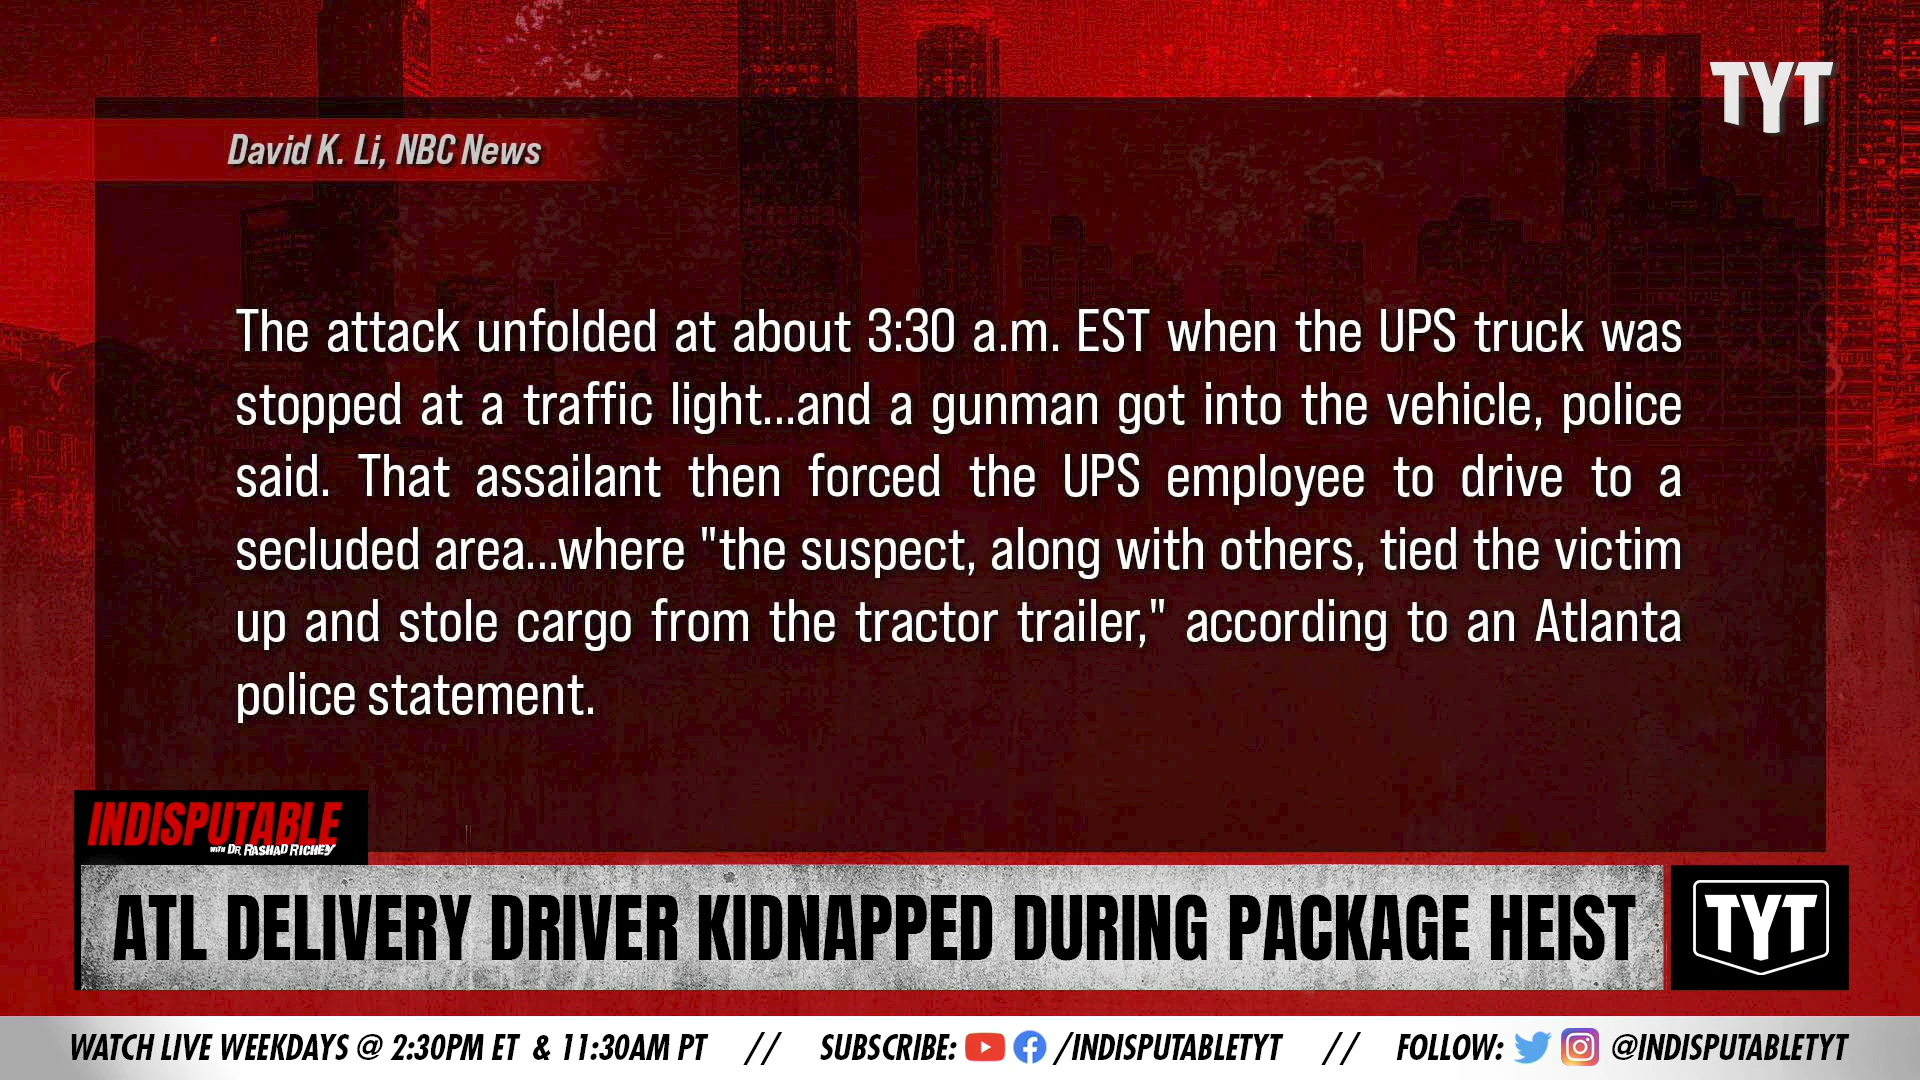 TYT
David K. Li, NBC News
The attack unfolded at about 3:30 a.m. EST when the UPS truck was
stopped at a traffic light...and a gunman got into the vehicle, police
said. That assailant then forced the UPS employee to drive to a
secluded area...where "the suspect, along with others, tied the victim
up and stole cargo from the tractor trailer," according to an Atlanta
police statement.
INDISPUTABLE
WITH DR RASHAD RICHEY
ATL DELIVERY DRIVER KIDNAPPED DURING PACKAGE HEIST
TYT
WATCH LIVE WEEKDAYS @ 2:30PM ET & 11:30AM PT // SUBSCRIBE: /INDISPUTABLETYT // FOLLOW: @INDISPUTABLETYT